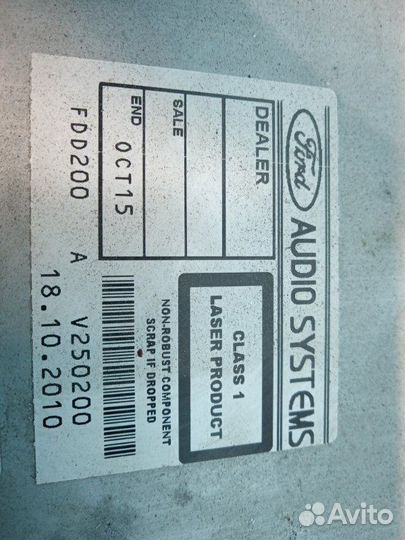 Ford AUDIO SYSTEMS
DEALER
SALE
END OCT15
CLASS 1
LASER PRODUCT
NON-ROBUST COMPONENT
SCRAP IF DROPPED
FDD200 A V250200
18.10.2010
Avito